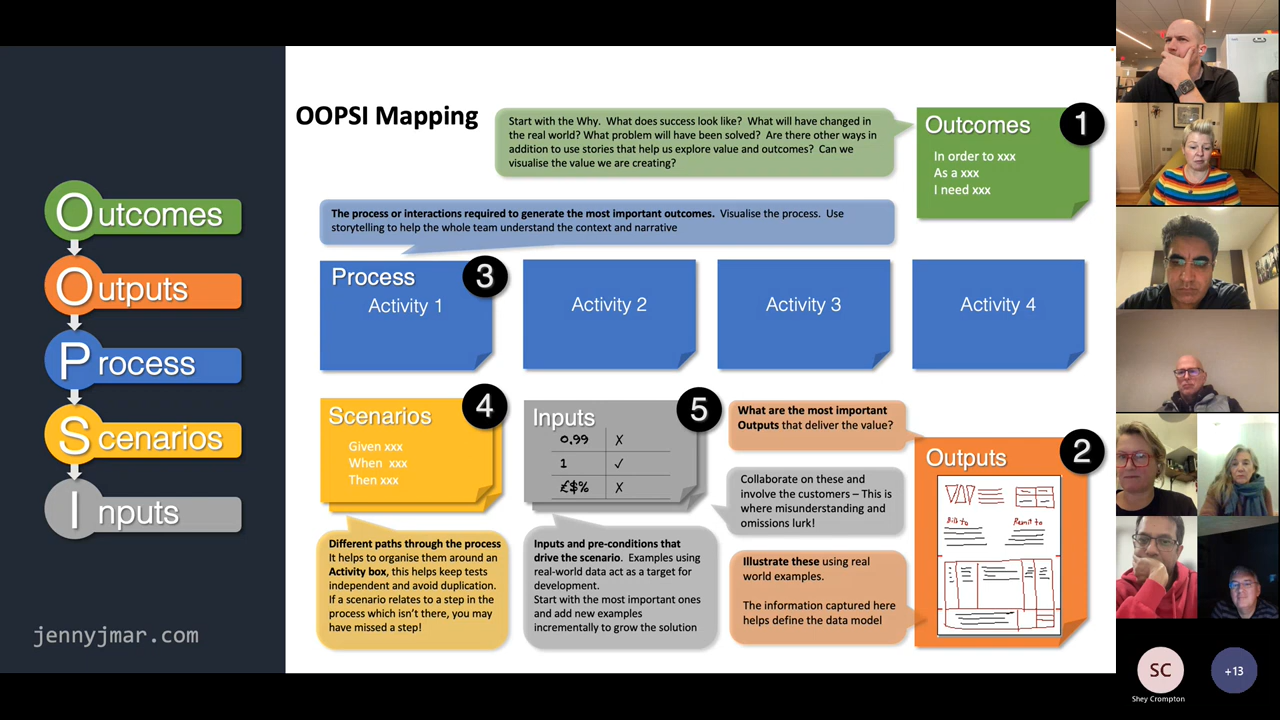 Outcomes
Outputs
Process
Scenarios
Inputs
jennyjmar.com
OOPSI Mapping
Start with the Why. What does success look like? What will have changed in
the real world? What problem will have been solved? Are there other ways in
addition to use stories that help us explore value and outcomes? Can we
visualise the value we are creating?
Outcomes
1
In order to xxx
As a xxx
I need xxx
The process or interactions required to generate the most important outcomes. Visualise the process. Use
storytelling to help the whole team understand the context and narrative
Process
3
Activity 1
Activity 2
Activity 3
Activity 4
Scenarios
4
Given xxx
When xxx
Then xxx
Inputs
5
0.99 ✗
1 ✓
£$% ✗
What are the most important
Outputs that deliver the value?
Outputs
2
Bill to Remit to
Collaborate on these and
involve the customers – This is
where misunderstanding and
omissions lurk!
Different paths through the process
It helps to organise them around an
Activity box, this helps keep tests
independent and avoid duplication.
If a scenario relates to a step in the
process which isn't there, you may
have missed a step!
Inputs and pre-conditions that
drive the scenario. Examples using
real-world data act as a target for
development.
Start with the most important ones
and add new examples
incrementally to grow the solution
Illustrate these using real
world examples.
The information captured here
helps define the data model
SC
Shey Crompton
+13